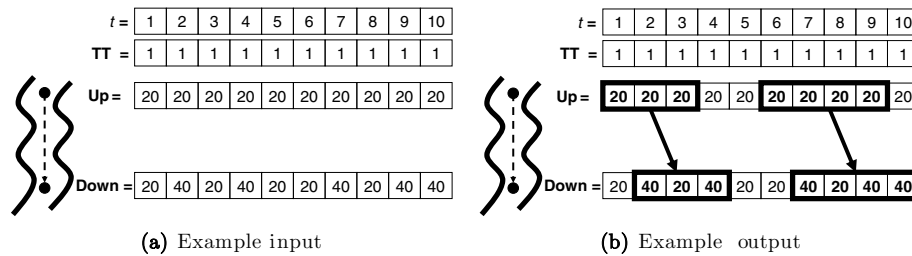 t = 1 2 3 4 5 6 7 8 9 10
TT = 1 1 1 1 1 1 1 1 1 1
Up = 20 20 20 20 20 20 20 20 20 20
Down = 20 40 20 20 40 20 40 20 40 40
(a) Example input
t = 1 2 3 4 5 6 7 8 9 10
TT = 1 1 1 1 1 1 1 1 1 1
Up = 20 20 20 20 20 20 20 20 20 20
Down = 20 40 20 40 20 20 40 20 40 40
(b) Example output